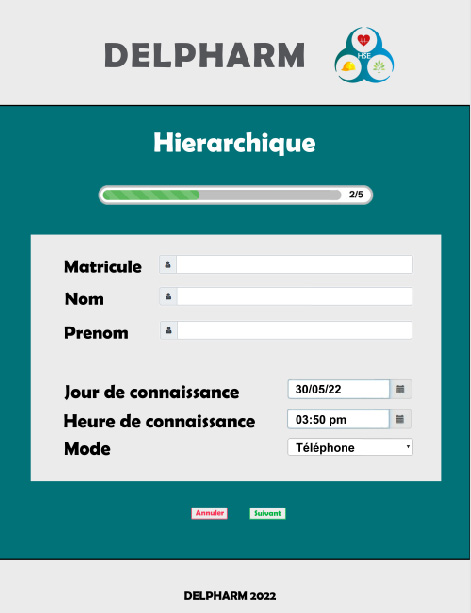 DELPHARM
HSE
Hierarchique
2/5
Matricule
Nom
Prenom
Jour de connaissance 30/05/22
Heure de connaissance 03:50 pm
Mode Téléphone
Annuler Suivant
DELPHARM 2022